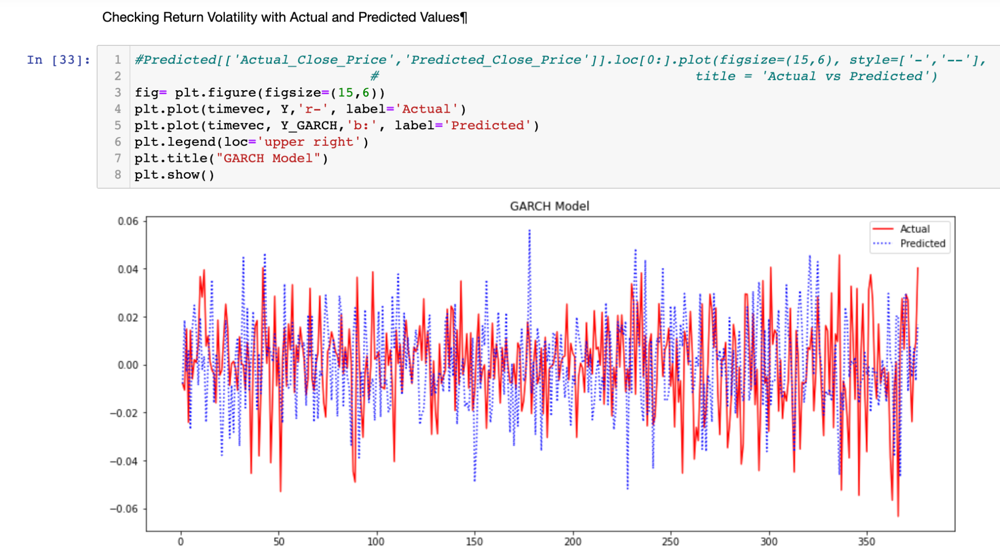 Checking Return Volatility with Actual and Predicted Values¶
In [33]:
1 #Predicted[['Actual_Close_Price','Predicted_Close_Price']].loc[0:].plot(figsize=(15,6), style=['-','--'],
2 # title = 'Actual vs Predicted')
3 fig= plt.figure(figsize=(15,6))
4 plt.plot(timevec, Y,'r-', label='Actual')
5 plt.plot(timevec, Y_GARCH,'b:', label='Predicted')
6 plt.legend(loc='upper right')
7 plt.title("GARCH Model")
8 plt.show()
GARCH Model
Actual
Predicted
0.06
0.04
0.02
0.00
−0.02
−0.04
−0.06
0 50 100 150 200 250 300 350